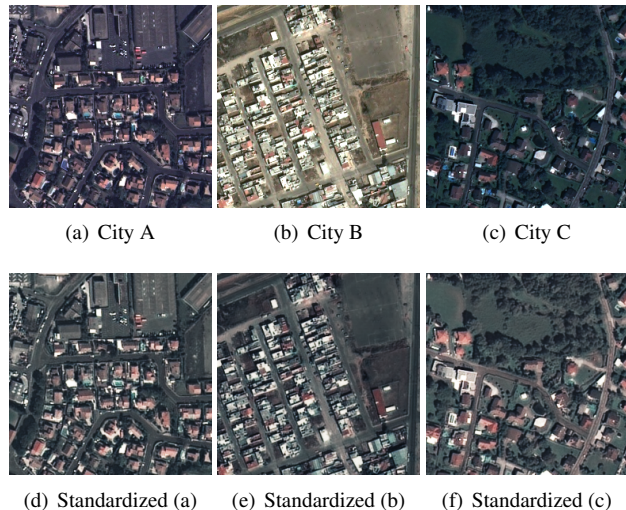 (a) City A
(b) City B
(c) City C
(d) Standardized (a)
(e) Standardized (b)
(f) Standardized (c)